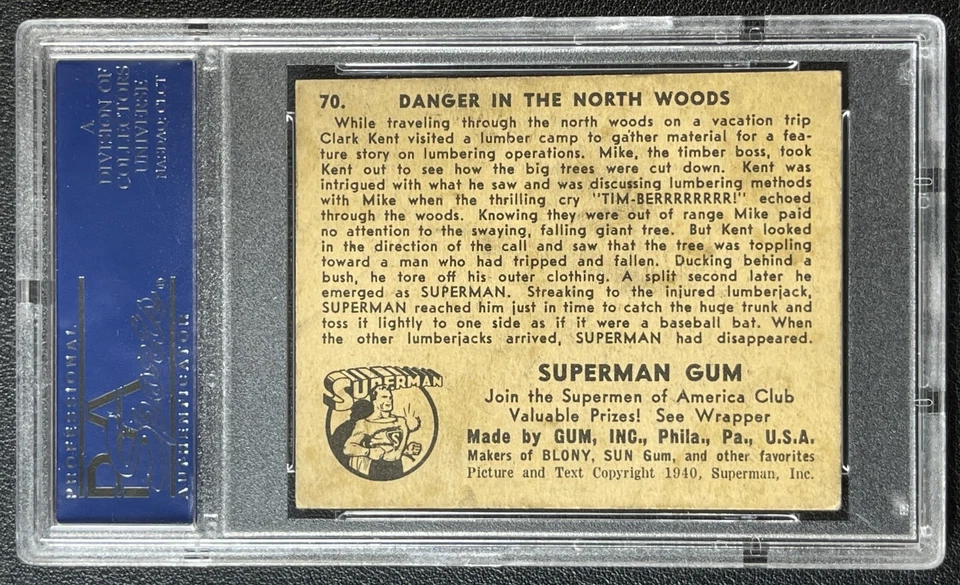 A
DIVISION OF
COLLECTORS
UNIVERSE
NASDAQ: CLCT
PROFESSIONAL
PSA
AUTHENTICATOR
70. DANGER IN THE NORTH WOODS
While traveling through the north woods on a vacation trip
Clark Kent visited a lumber camp to gather material for a fea-
ture story on lumbering operations. Mike, the timber boss, took
Kent out to see how the big trees were cut down. Kent was
intrigued with what he saw and was discussing lumbering methods
with Mike when the thrilling cry "TIM-BERRRRRRRR!" echoed
through the woods. Knowing they were out of range Mike paid
no attention to the swaying, falling giant tree. But Kent looked
in the direction of the call and saw that the tree was toppling
toward a man who had tripped and fallen. Ducking behind a
bush, he tore off his outer clothing. A split second later he
emerged as SUPERMAN. Streaking to the injured lumberjack,
SUPERMAN reached him just in time to catch the huge trunk and
toss it lightly to one side as if it were a baseball bat. When
the other lumberjacks arrived, SUPERMAN had disappeared.
SUPERMAN
SUPERMAN GUM
Join the Supermen of America Club
Valuable Prizes! See Wrapper
Made by GUM, INC., Phila., Pa., U.S.A.
Makers of BLONY, SUN Gum, and other favorites
Picture and Text Copyright 1940, Superman, Inc.